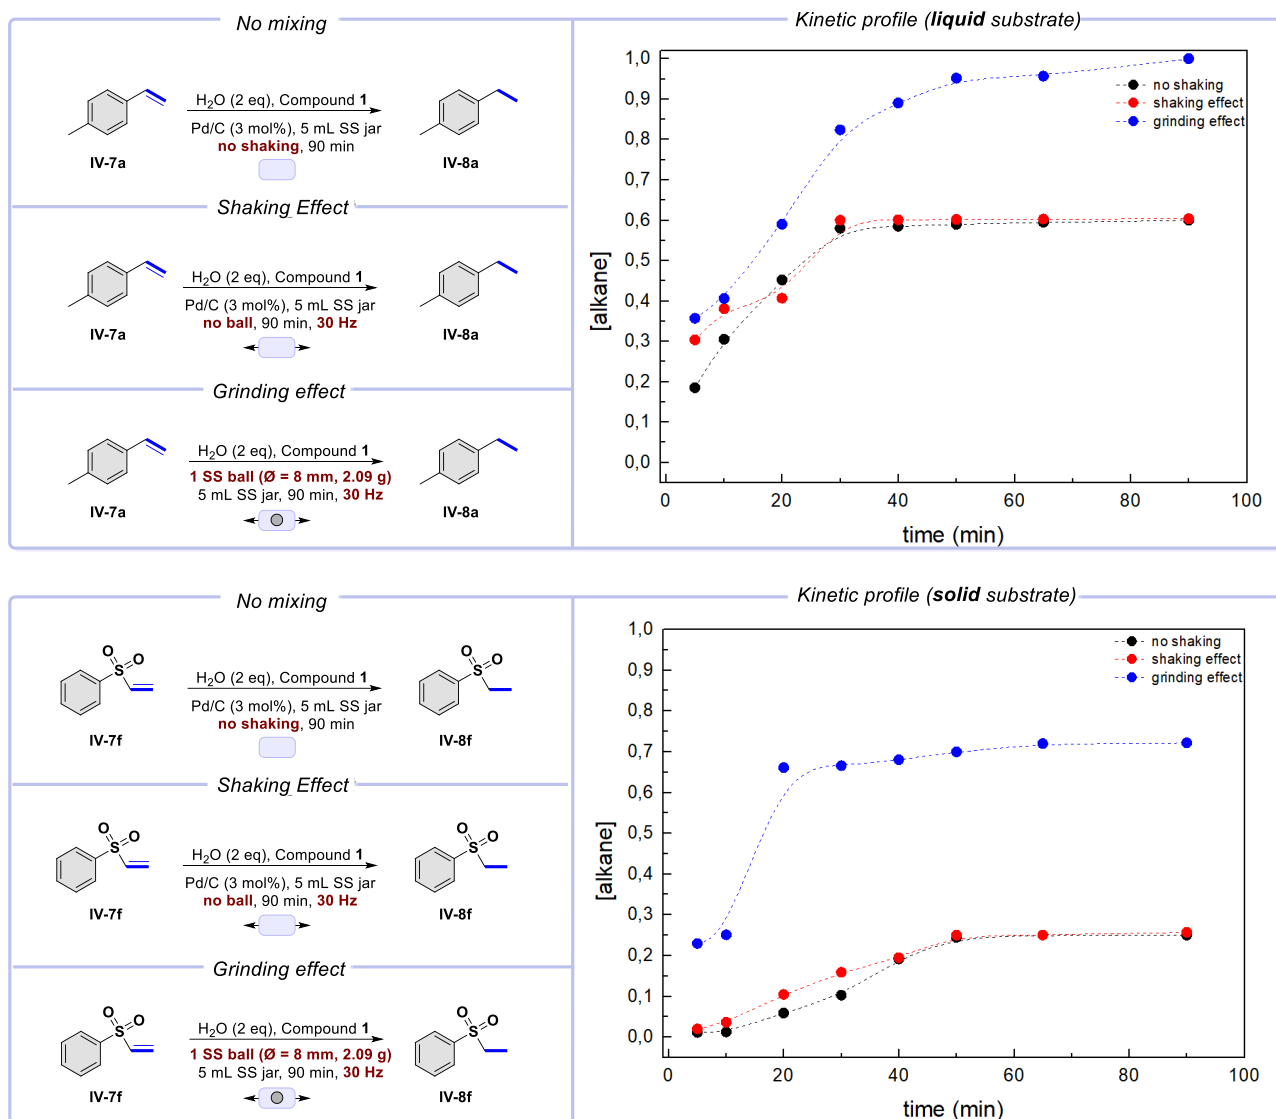 No mixing
H2O (2 eq), Compound 1
Pd/C (3 mol%), 5 mL SS jar
no shaking, 90 min
IV-7a
IV-8a
Shaking Effect
H2O (2 eq), Compound 1
Pd/C (3 mol%), 5 mL SS jar
no ball, 90 min, 30 Hz
IV-7a
IV-8a
Grinding effect
H2O (2 eq), Compound 1
1 SS ball (Ø = 8 mm, 2.09 g)
5 mL SS jar, 90 min, 30 Hz
IV-7a
IV-8a
Kinetic profile (liquid substrate)
no shaking
shaking effect
grinding effect
1,0
0,9
0,8
0,7
0,6
0,5
0,4
0,3
0,2
0,1
0,0
[alkane]
0 20 40 60 80 100
time (min)
No mixing
O O
S
H2O (2 eq), Compound 1
Pd/C (3 mol%), 5 mL SS jar
no shaking, 90 min
O O
S
IV-7f
IV-8f
Shaking Effect
O O
S
H2O (2 eq), Compound 1
Pd/C (3 mol%), 5 mL SS jar
no ball, 90 min, 30 Hz
O O
S
IV-7f
IV-8f
Grinding effect
O O
S
H2O (2 eq), Compound 1
1 SS ball (Ø = 8 mm, 2.09 g)
5 mL SS jar, 90 min, 30 Hz
O O
S
IV-7f
IV-8f
Kinetic profile (solid substrate)
no shaking
shaking effect
grinding effect
1,0
0,9
0,8
0,7
0,6
0,5
0,4
0,3
0,2
0,1
0,0
[alkane]
0 20 40 60 80 100
time (min)